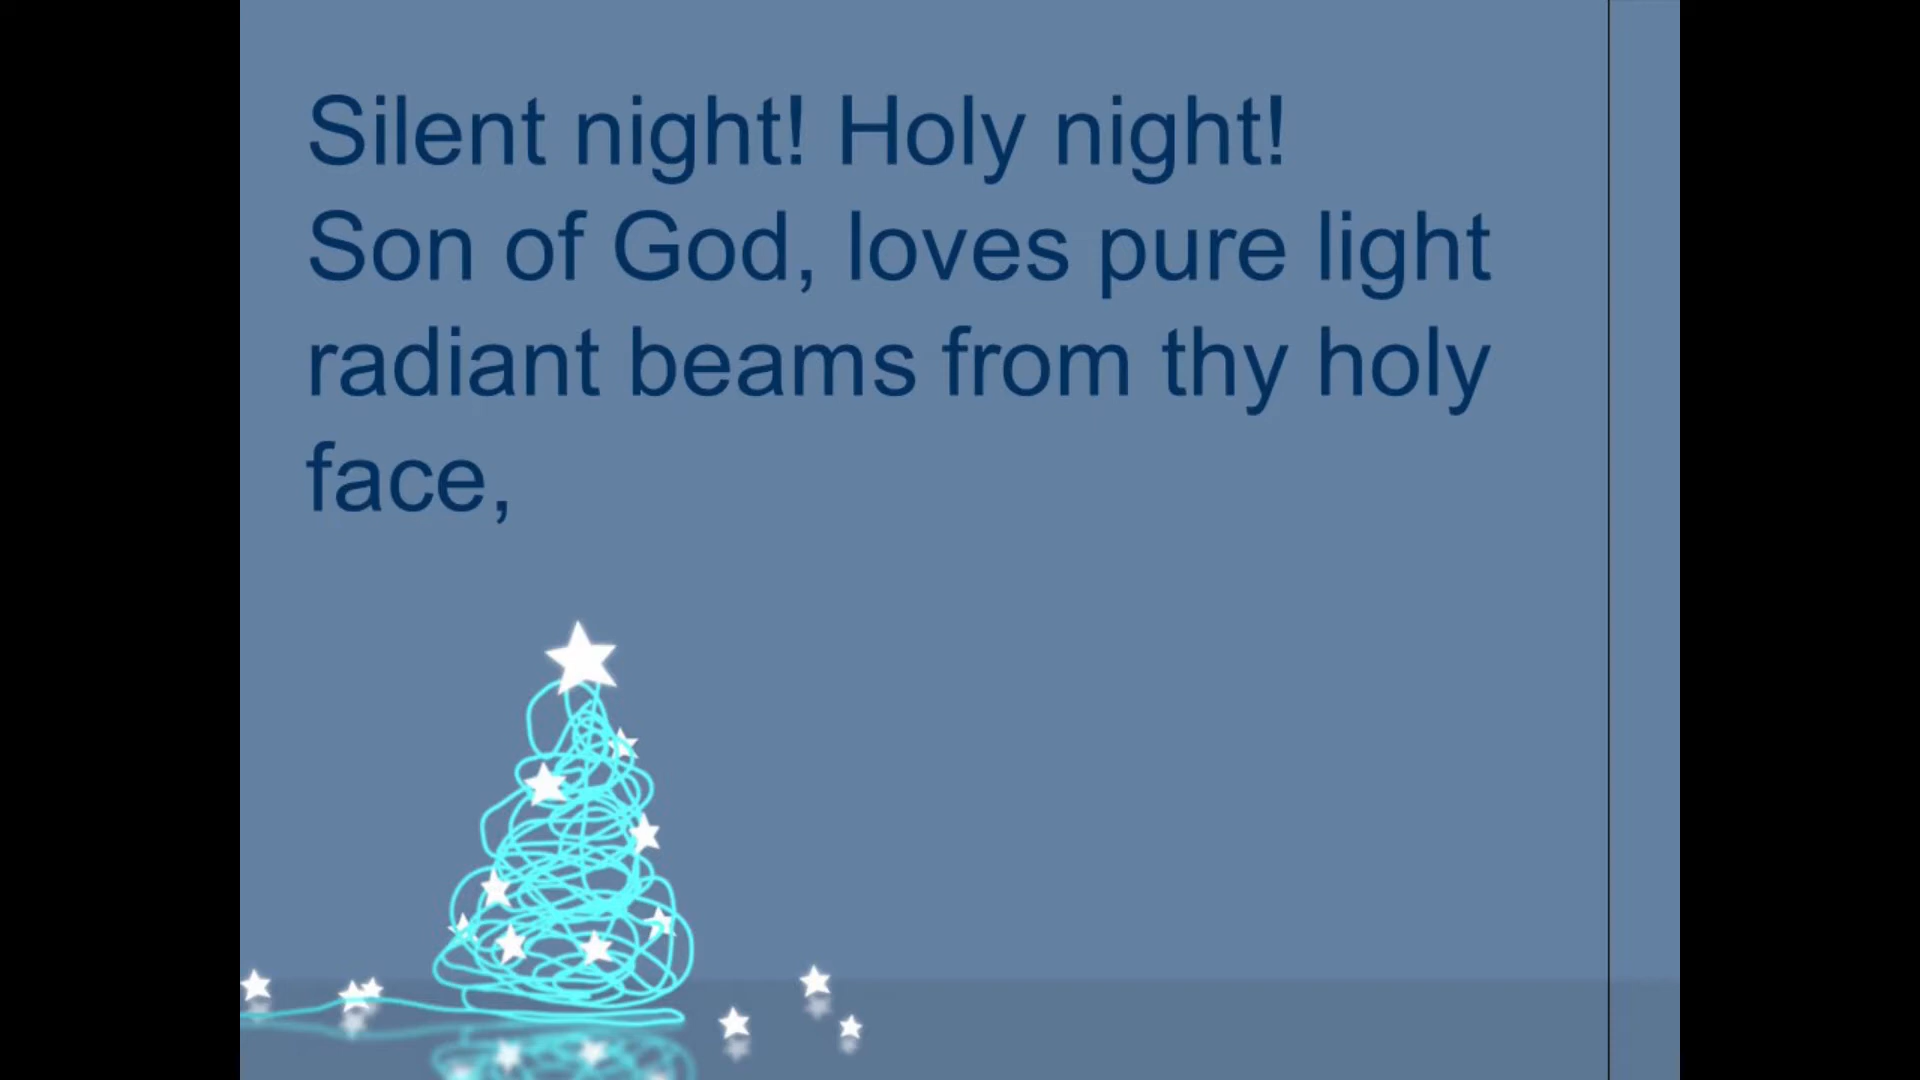 Silent night! Holy night!
Son of God, loves pure light
radiant beams from thy holy
face,